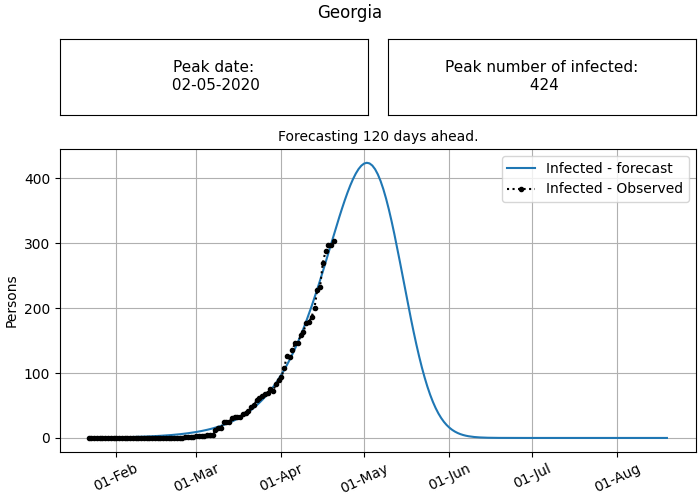 Georgia
Peak date:
02-05-2020
Peak number of infected:
424
Forecasting 120 days ahead.
Infected - forecast
Infected - Observed
Persons
400
300
200
100
0
01-Feb
01-Mar
01-Apr
01-May
01-Jun
01-Jul
01-Aug